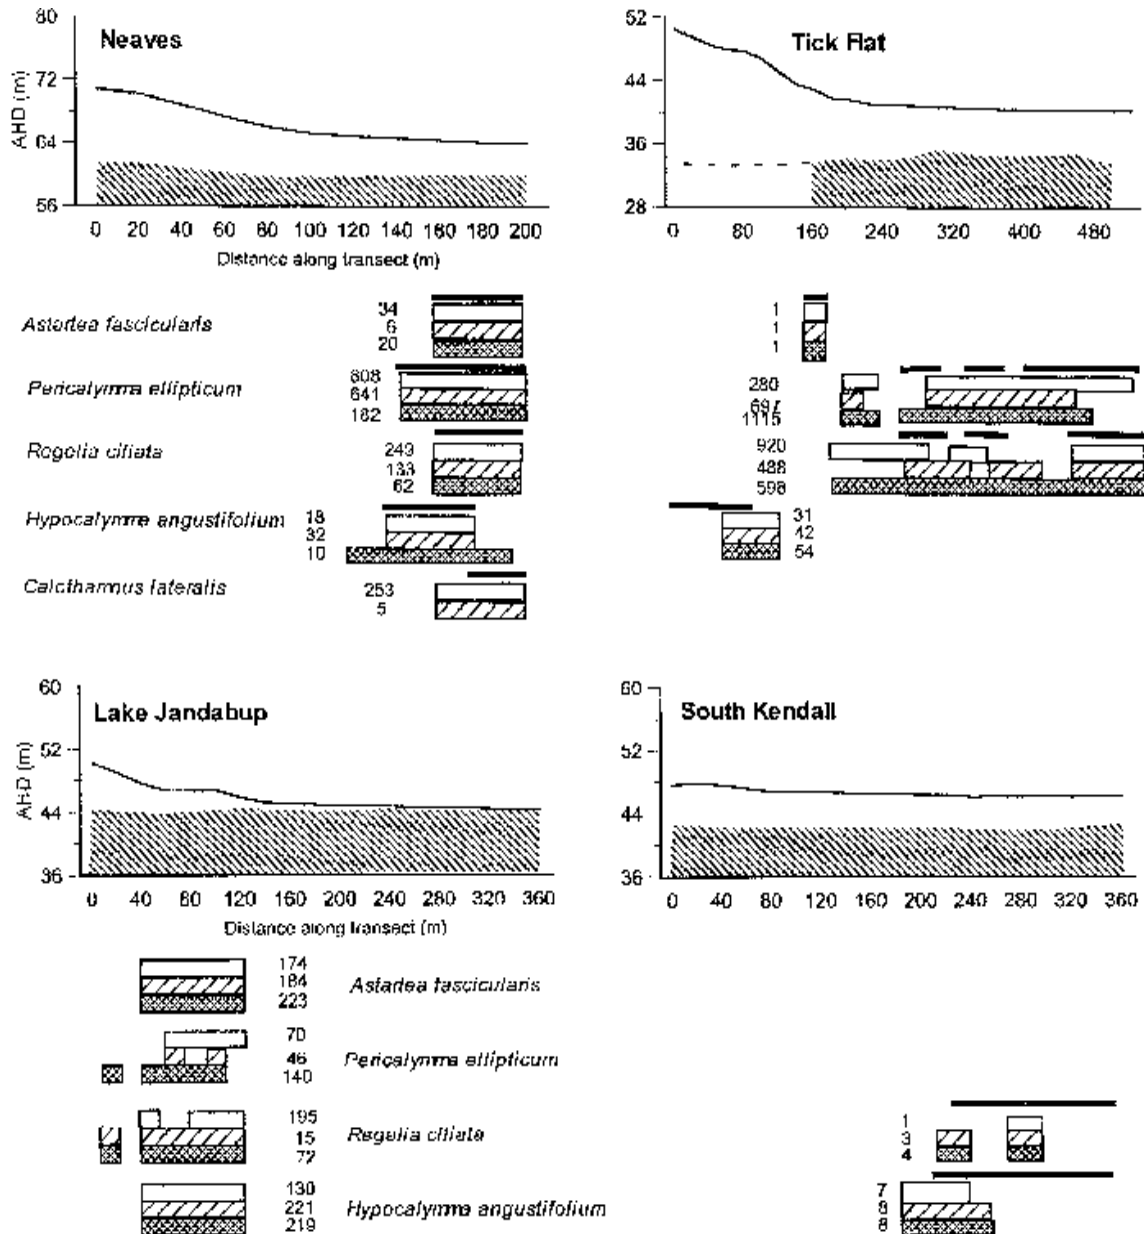 80
72
64
56
AHD (m)
Neaves
0 20 40 60 80 100 120 140 160 180 200
Distance along transect (m)
52
44
36
28
Tick Flat
0 80 160 240 320 400 480
Astartea fascicularis
34
6
20
1
1
1
Pericalymma ellipticum
808
641
182
280
697
1115
Regelia ciliata
249
133
62
920
488
598
Hypocalymma angustifolium
18
32
10
31
42
54
Calothamnus lateralis
253
5
60
52
44
36
AHD (m)
Lake Jandabup
0 40 80 120 160 200 240 280 320 360
Distance along transect (m)
60
52
44
36
South Kendall
0 40 80 120 160 200 240 280 320 360
174
184
223
Astartea fascicularis
70
46
140
Pericalymma ellipticum
195
15
72
Regelia ciliata
1
3
4
130
221
219
Hypocalymma angustifolium
7
8
8